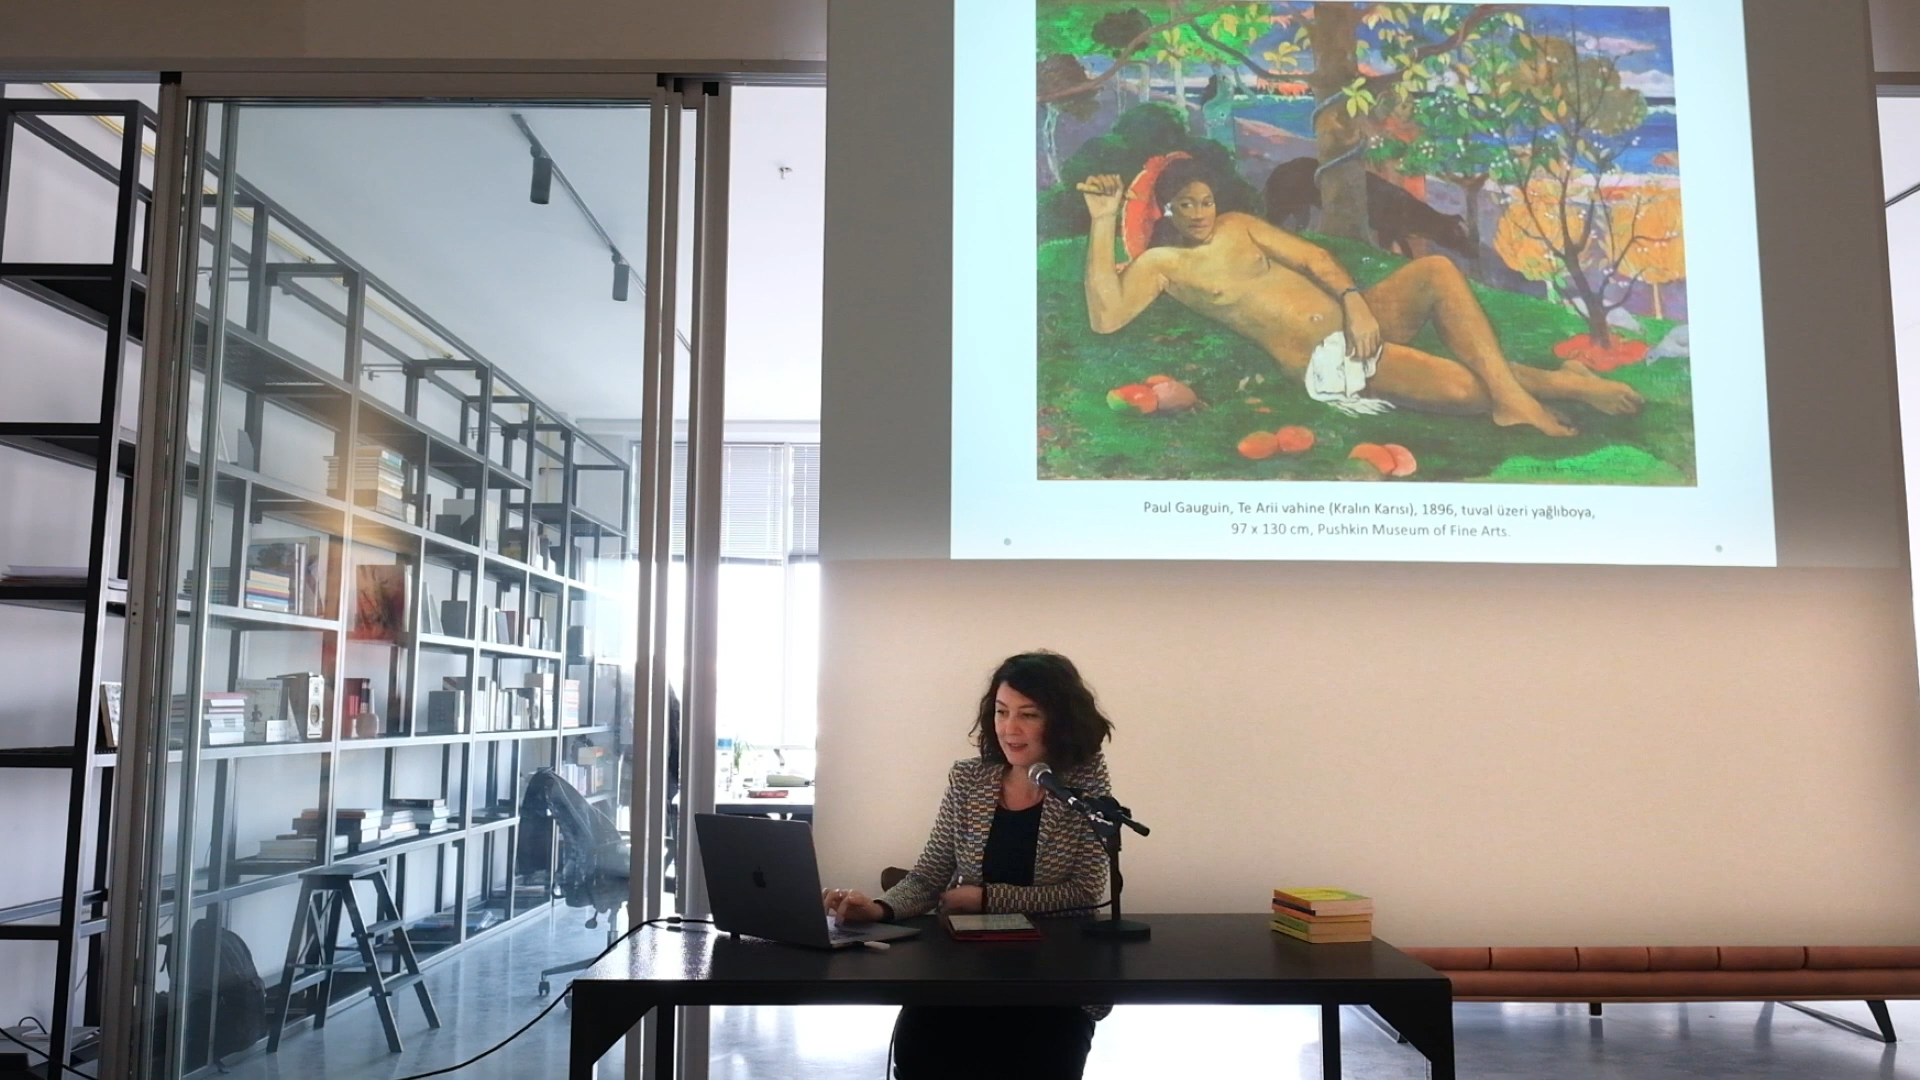 Paul Gauguin, Te Arii vahine (Kralın Karısı), 1896, tuval üzeri yağlıboya,
97 x 130 cm, Pushkin Museum of Fine Arts.